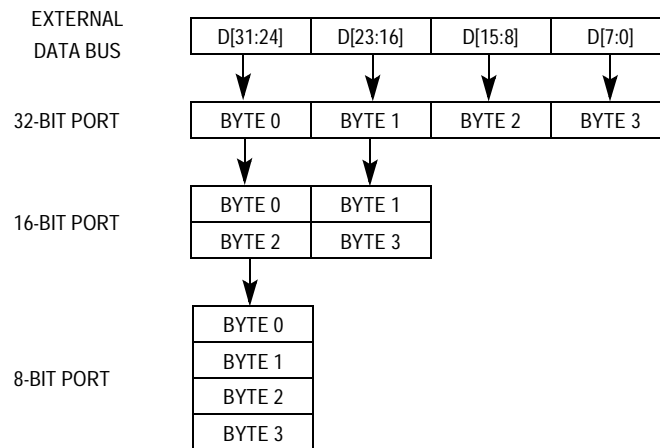 EXTERNAL
DATA BUS
D[31:24] D[23:16] D[15:8] D[7:0]
32-BIT PORT BYTE 0 BYTE 1 BYTE 2 BYTE 3
16-BIT PORT
BYTE 0 BYTE 1
BYTE 2 BYTE 3
8-BIT PORT
BYTE 0
BYTE 1
BYTE 2
BYTE 3